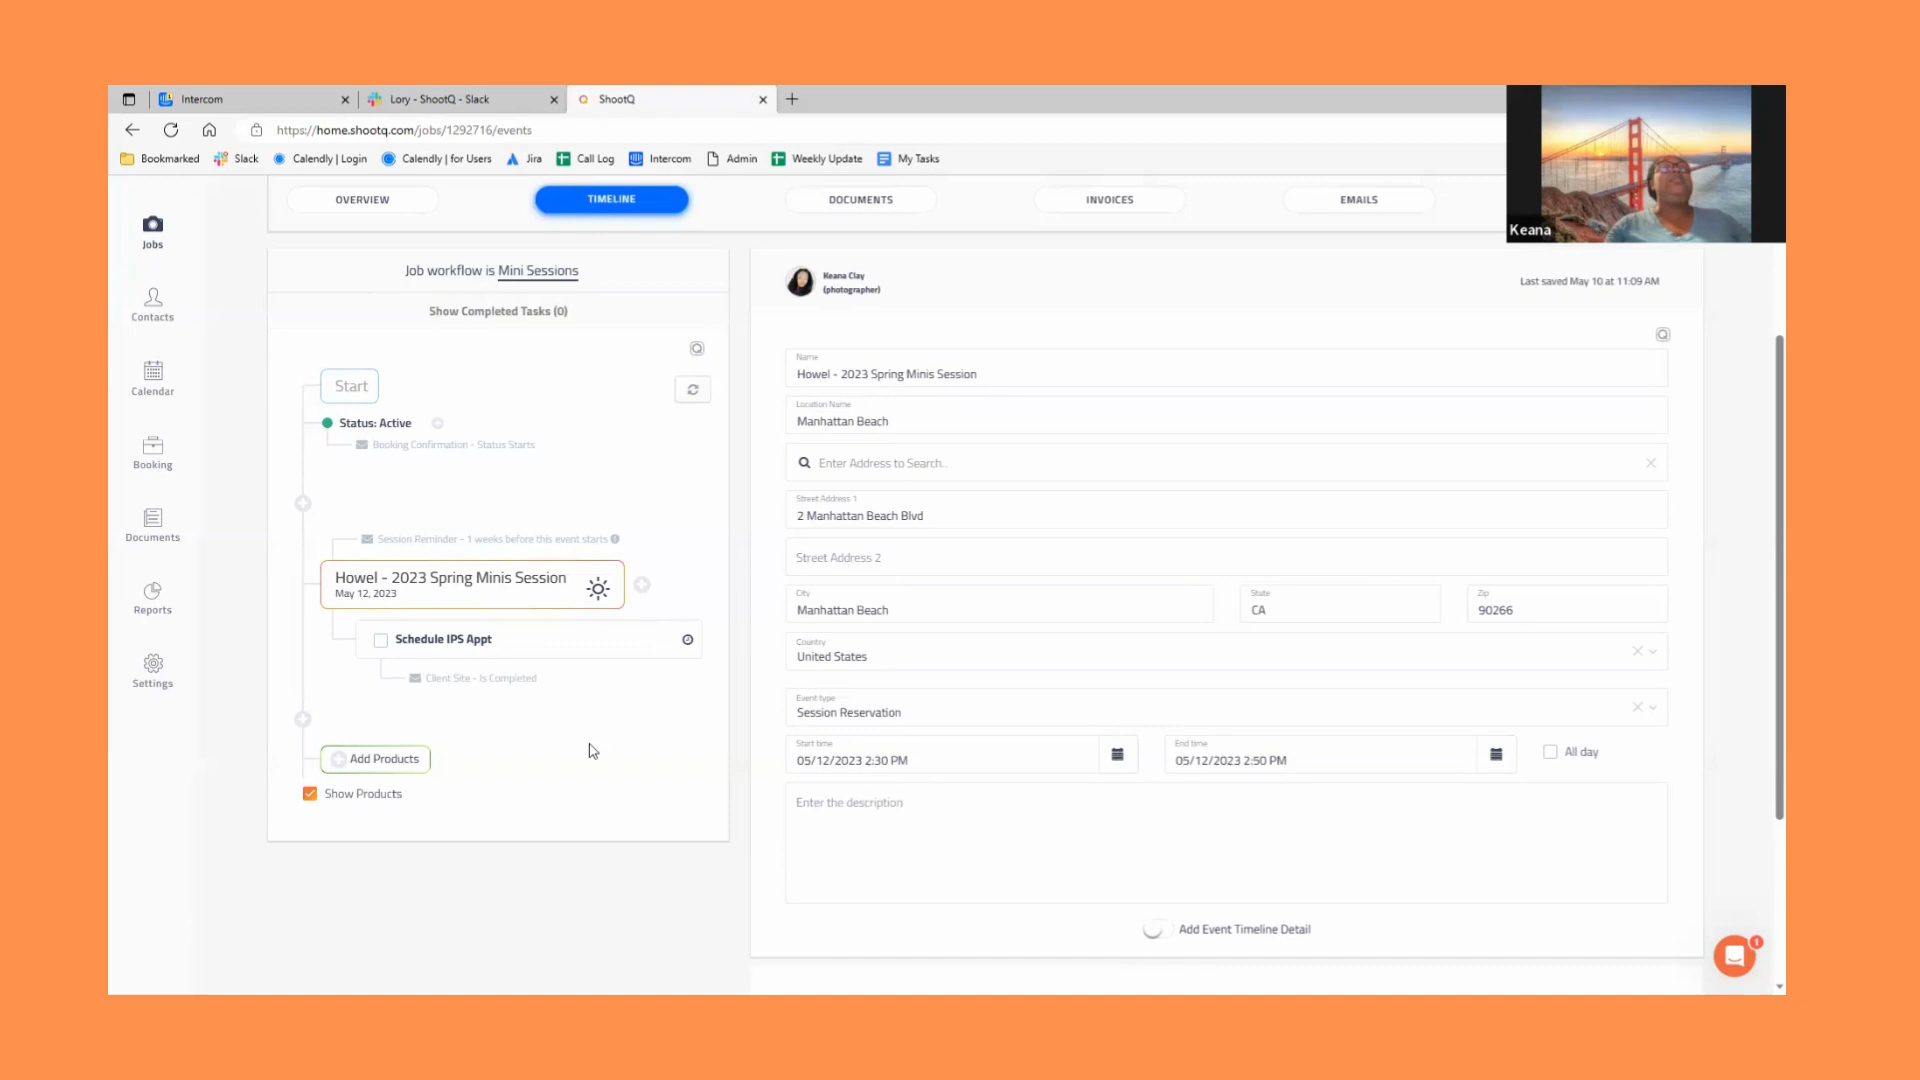 Intercom
Lory - ShootQ - Slack
ShootQ
https://home.shootq.com/jobs/1292716/events
Bookmarked
Slack
Calendly | Login
Calendly | for Users
Jira
Call Log
Intercom
Admin
Weekly Update
My Tasks
Keana
OVERVIEW
TIMELINE
DOCUMENTS
INVOICES
EMAILS
Jobs
Contacts
Calendar
Booking
Documents
Reports
Settings
Job workflow is Mini Sessions
Show Completed Tasks (0)
Start
Status: Active
Booking Confirmation - Status Starts
Session Reminder - 1 weeks before this event starts
Howel - 2023 Spring Minis Session
May 12, 2023
Schedule IPS Appt
Client Site - Is Completed
Add Products
Show Products
Keana Clay
(photographer)
Last saved May 10 at 11:09 AM
Name
Howel - 2023 Spring Minis Session
Location Name
Manhattan Beach
Enter Address to Search..
Street Address 1
2 Manhattan Beach Blvd
Street Address 2
City
Manhattan Beach
State
CA
Zip
90266
Country
United States
Event type
Session Reservation
Start time
05/12/2023 2:30 PM
End time
05/12/2023 2:50 PM
All day
Enter the description
Add Event Timeline Detail
1